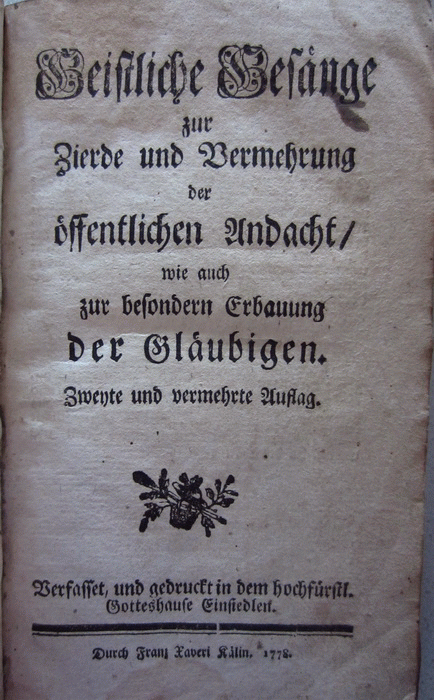 Geistliche Gesänge
zur
Zierde und Vermehrung
der
öffentlichen Andacht/
wie auch
zur besondern Erbauung
der Gläubigen.
Zweyte und vermehrte Auflag.
Verfasset, und gedruckt in dem hochfürstl.
Gotteshause Einsiedlen.
Durch Franz Xaveri Kälin. 1778.